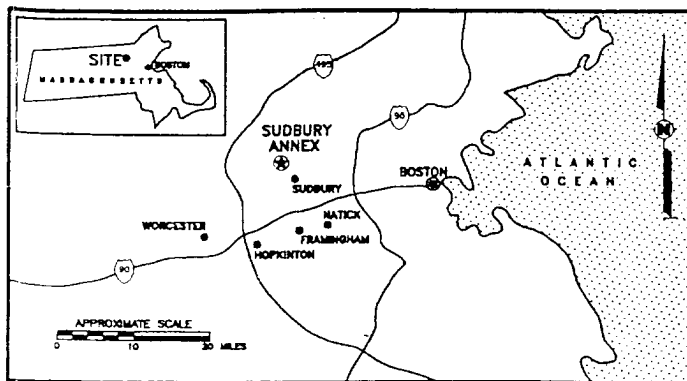 SITE
BOSTON
MASSACHUSETTS
495
90
SUDBURY
ANNEX
SUDBURY
BOSTON
ATLANTIC
OCEAN
N
WORCESTER
NATICK
FRAMINGHAM
HOPKINTON
90
APPROXIMATE SCALE
0 10 20 MILES